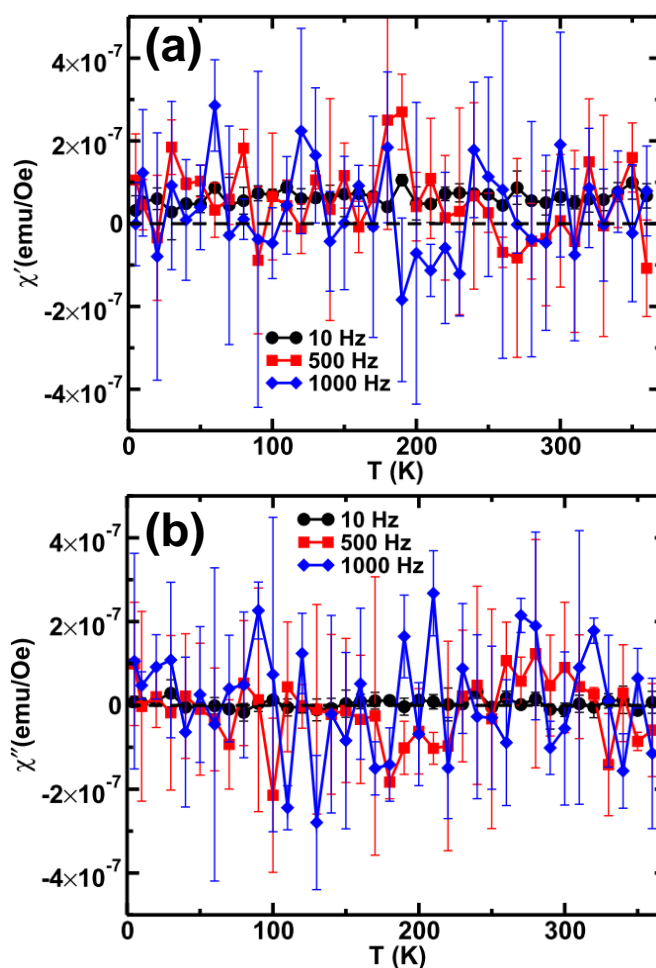 (a)
4×10⁻⁷
2×10⁻⁷
0
-2×10⁻⁷
-4×10⁻⁷
χ′(emu/Oe)
10 Hz
500 Hz
1000 Hz
0 100 200 300
T (K)
(b)
4×10⁻⁷
2×10⁻⁷
0
-2×10⁻⁷
-4×10⁻⁷
χ″(emu/Oe)
10 Hz
500 Hz
1000 Hz
0 100 200 300
T (K)